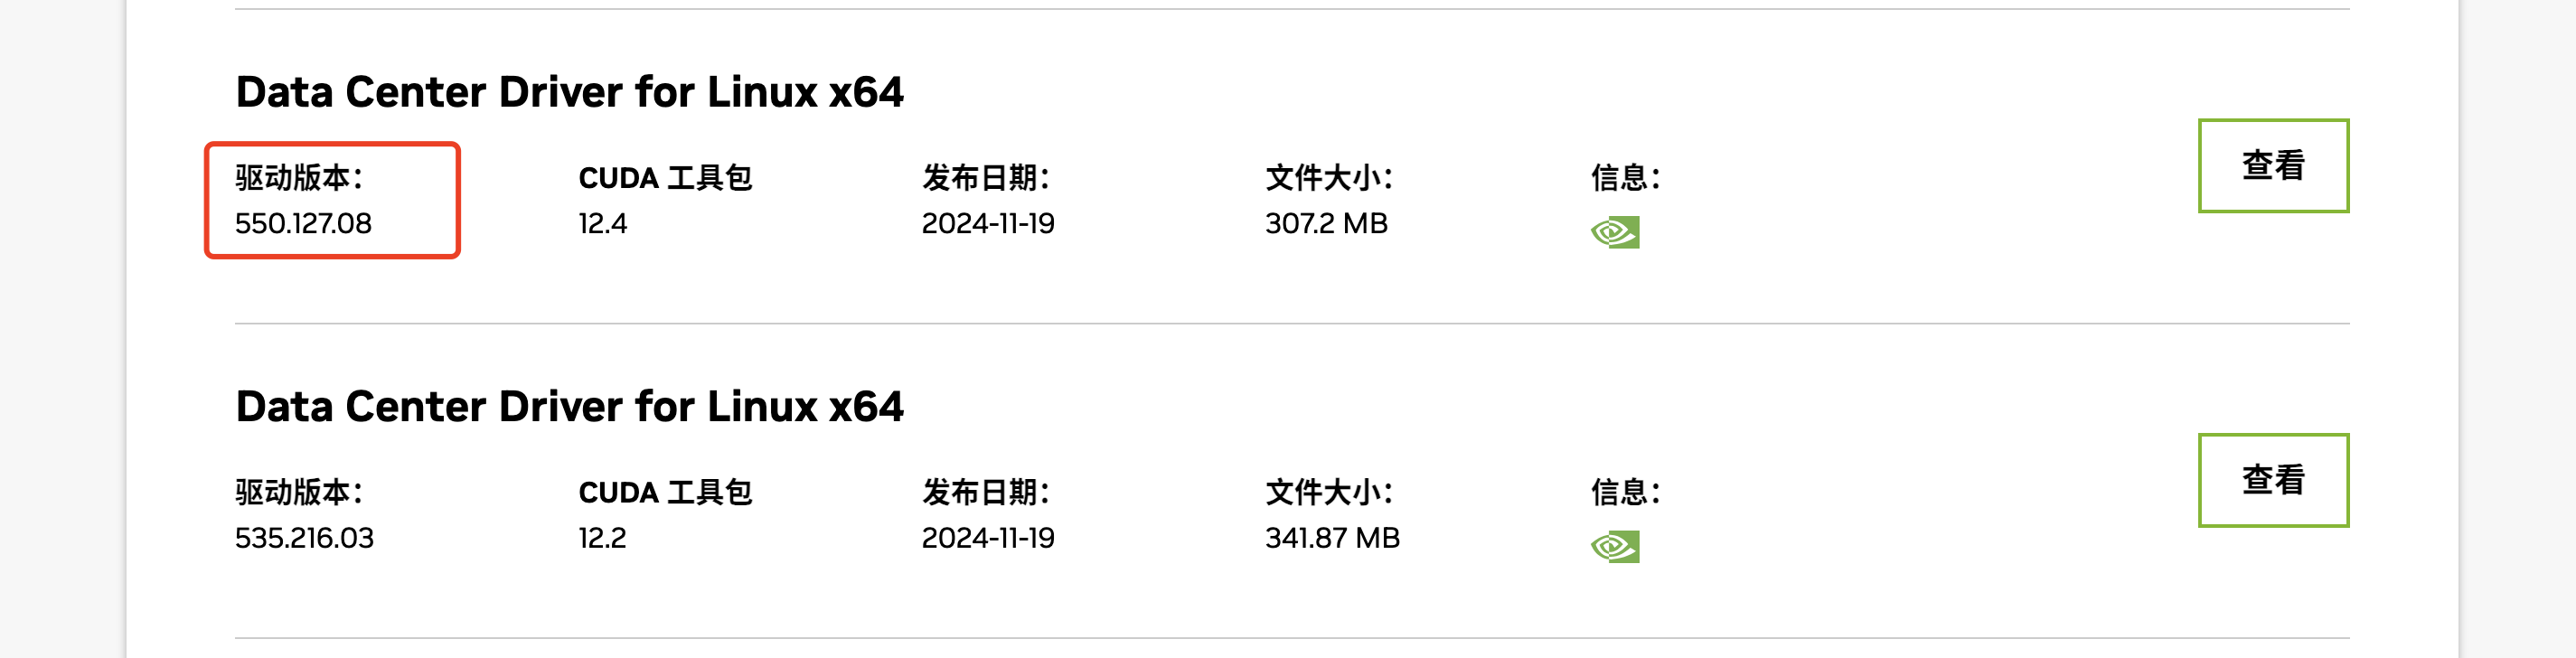 Data Center Driver for Linux x64
驱动版本： CUDA 工具包 发布日期： 文件大小： 信息：
550.127.08 12.4 2024-11-19 307.2 MB
查看
Data Center Driver for Linux x64
驱动版本： CUDA 工具包 发布日期： 文件大小： 信息：
535.216.03 12.2 2024-11-19 341.87 MB
查看